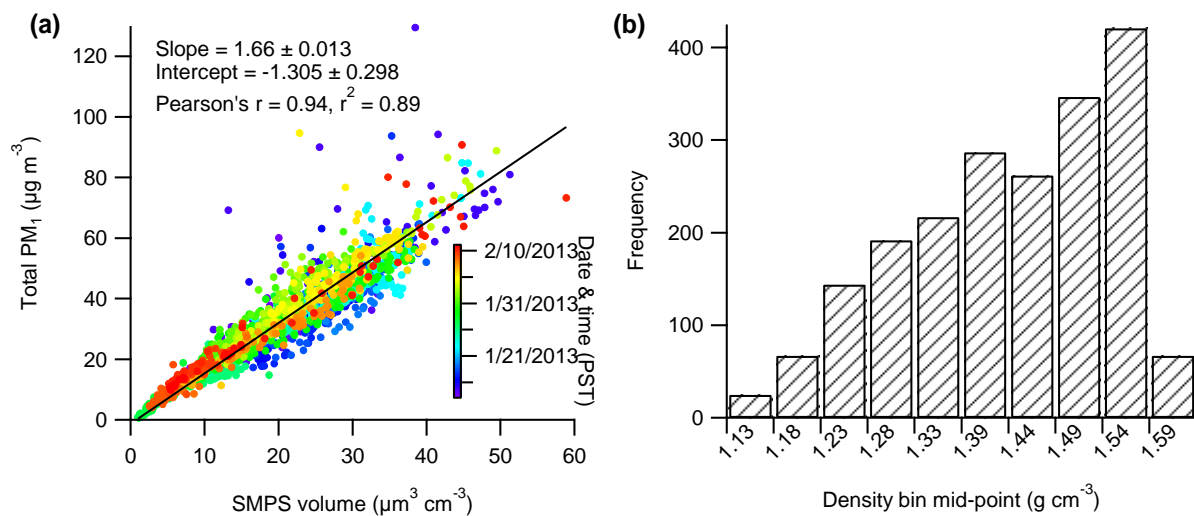 (a)
Slope = 1.66 ± 0.013
Intercept = -1.305 ± 0.298
Pearson's r = 0.94, r² = 0.89
Total PM₁ (µg m⁻³)
120
100
80
60
40
20
0
0 10 20 30 40 50 60
SMPS volume (µm³ cm⁻³)
2/10/2013
1/31/2013
1/21/2013
Date & time (PST)
(b)
Frequency
400
300
200
100
0
1.13 1.18 1.23 1.28 1.33 1.39 1.44 1.49 1.54 1.59
Density bin mid-point (g cm⁻³)